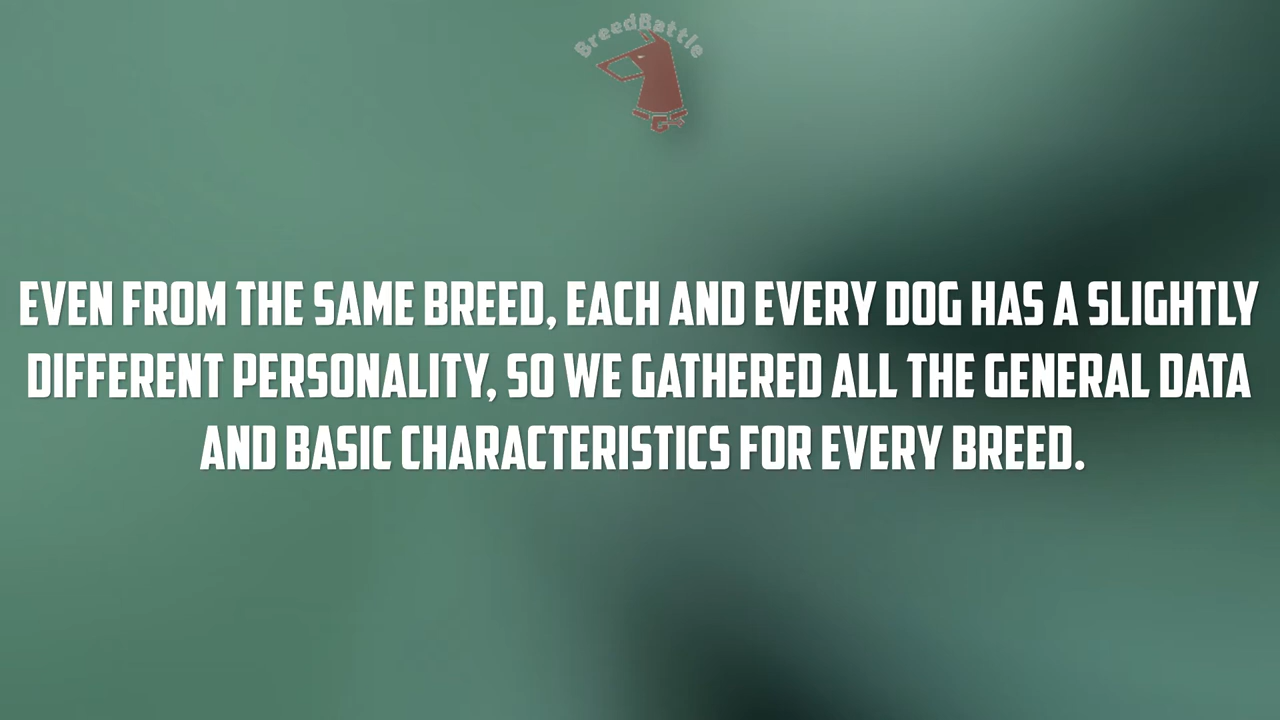 BreedBattle
EVEN FROM THE SAME BREED, EACH AND EVERY DOG HAS A SLIGHTLY
DIFFERENT PERSONALITY, SO WE GATHERED ALL THE GENERAL DATA
AND BASIC CHARACTERISTICS FOR EVERY BREED.